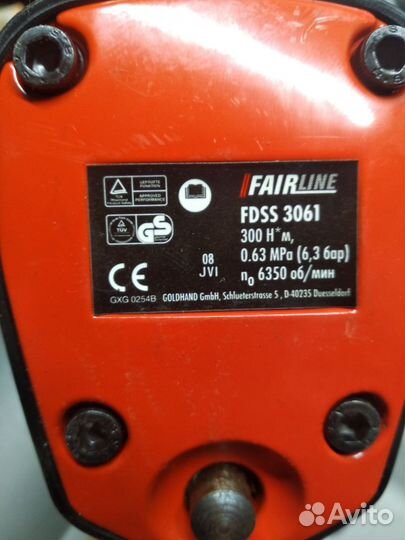 GEPRÜFTE
FUNKTION
APPROVED
PERFORMANCE
TÜV
TÜV
GS
FAIRLINE
FDSS 3061
300 Н*м,
0.63 MPa (6,3 бар)
n₀ 6350 об/мин
08
JVI
CE
GXG 0254B
GOLDHAND GmbH, Schlueterstrasse 5 , D-40235 Duesseldorf
Avito